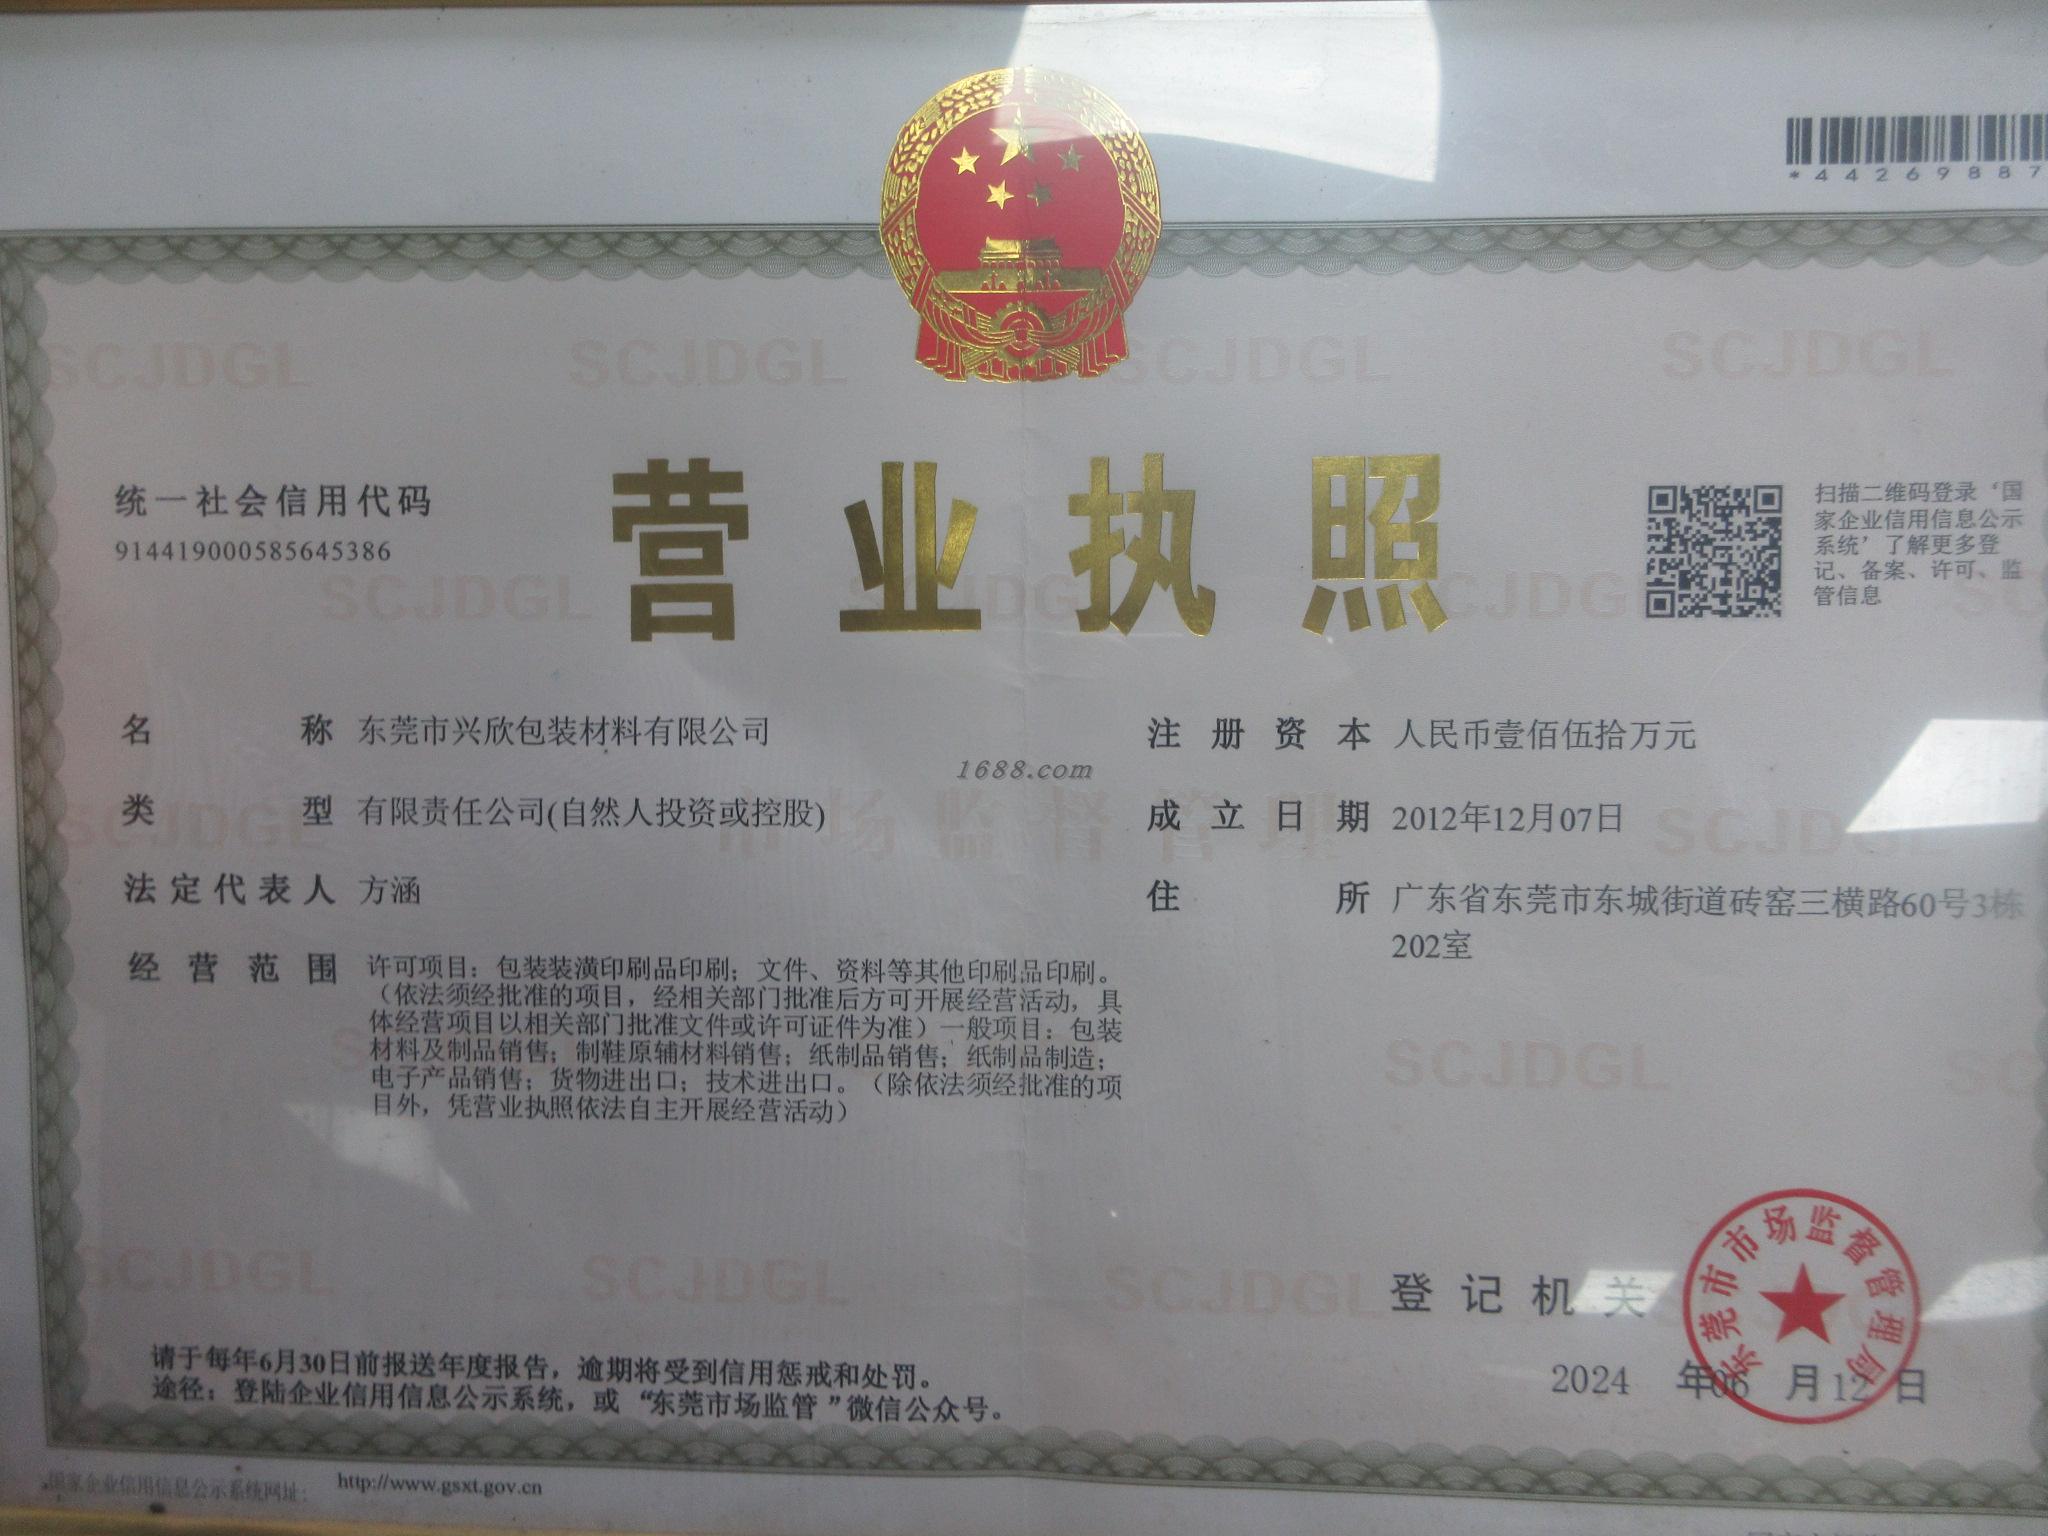 *44269887
统一社会信用代码
914419000585645386
营业执照
扫描二维码登录‘国
家企业信用信息公示
系统’了解更多登
记、备案、许可、监
管信息
名称 东莞市兴欣包装材料有限公司
类型 有限责任公司(自然人投资或控股)
法定代表人 方涵
经营范围 许可项目：包装装潢印刷品印刷；文件、资料等其他印刷品印刷。
（依法须经批准的项目，经相关部门批准后方可开展经营活动，具
体经营项目以相关部门批准文件或许可证件为准）一般项目：包装
材料及制品销售；制鞋原辅材料销售；纸制品销售；纸制品制造；
电子产品销售；货物进出口；技术进出口。（除依法须经批准的项
目外，凭营业执照依法自主开展经营活动）
注册资本 人民币壹佰伍拾万元
成立日期 2012年12月07日
住所 广东省东莞市东城街道砖窑三横路60号3栋
202室
1688.com
市场监督管理
SCJDGL
SCJDGL
SCJDGL
SCJDGL
SCJDGL
SCJDGL
SCJDGL
SCJDGL
SCJDGL
SCJDGL
SCJDGL
SCJDGL
登记机关
东莞市市场监督管理局
2024年06月12日
请于每年6月30日前报送年度报告，逾期将受到信用惩戒和处罚。
途径：登陆企业信用信息公示系统，或“东莞市场监管”微信公众号。
国家企业信用信息公示系统网址：http://www.gsxt.gov.cn